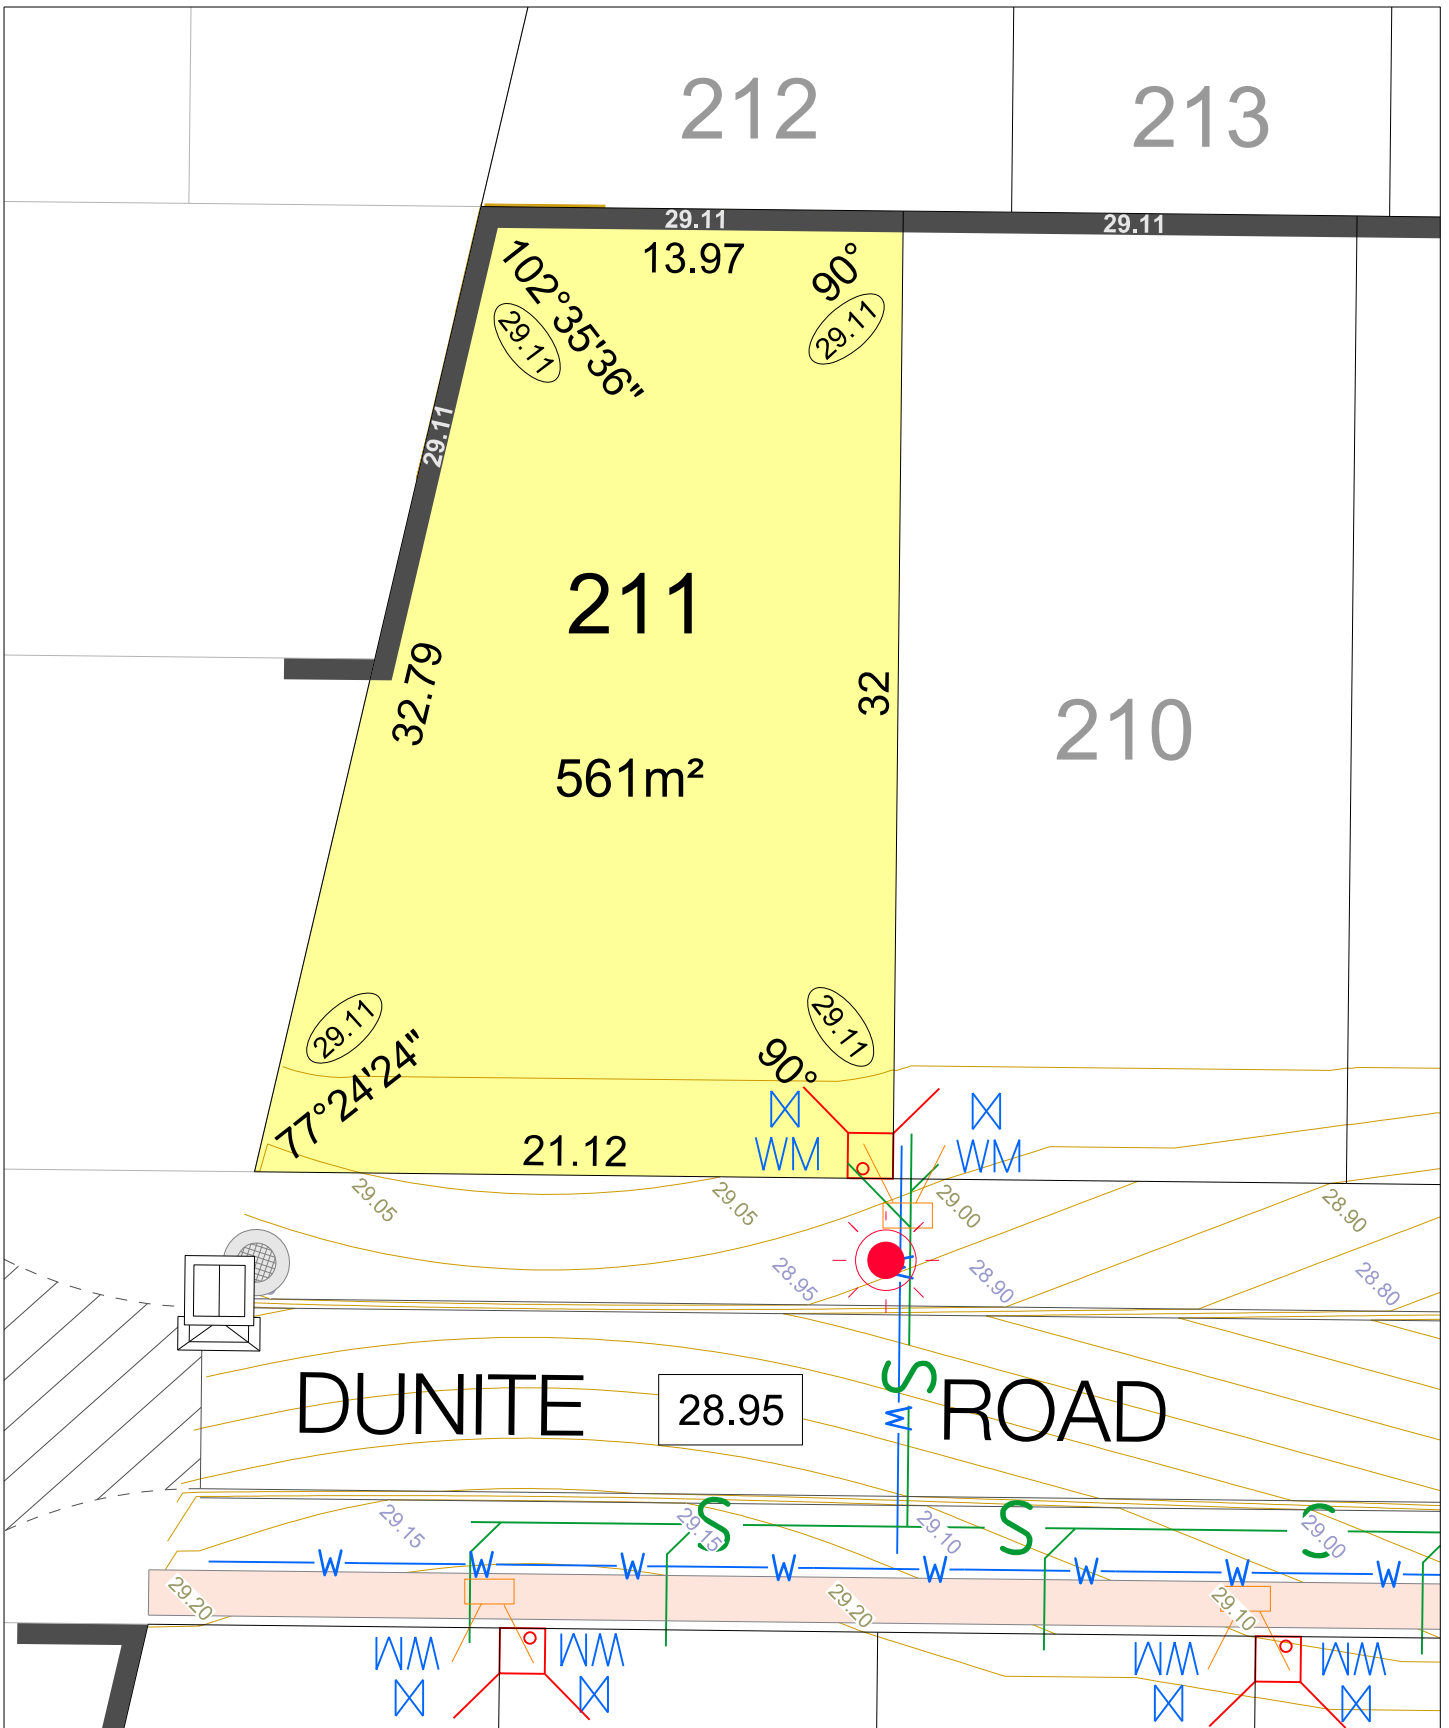 212
213
29.11
29.11
13.97
90°
102°35'36"
29.11
29.11
29.11
211
32.79
32
561m²
210
29.11
29.11
77°24'24"
90°
21.12
WM
WM
29.05
29.05
29.00
28.90
28.95
28.90
28.80
W
DUNITE
28.95
S
ROAD
W
29.15
S
29.15
29.10
S
S
29.00
W
W
W
W
W
W
W
W
29.20
29.20
29.10
WM
WM
WM
WM